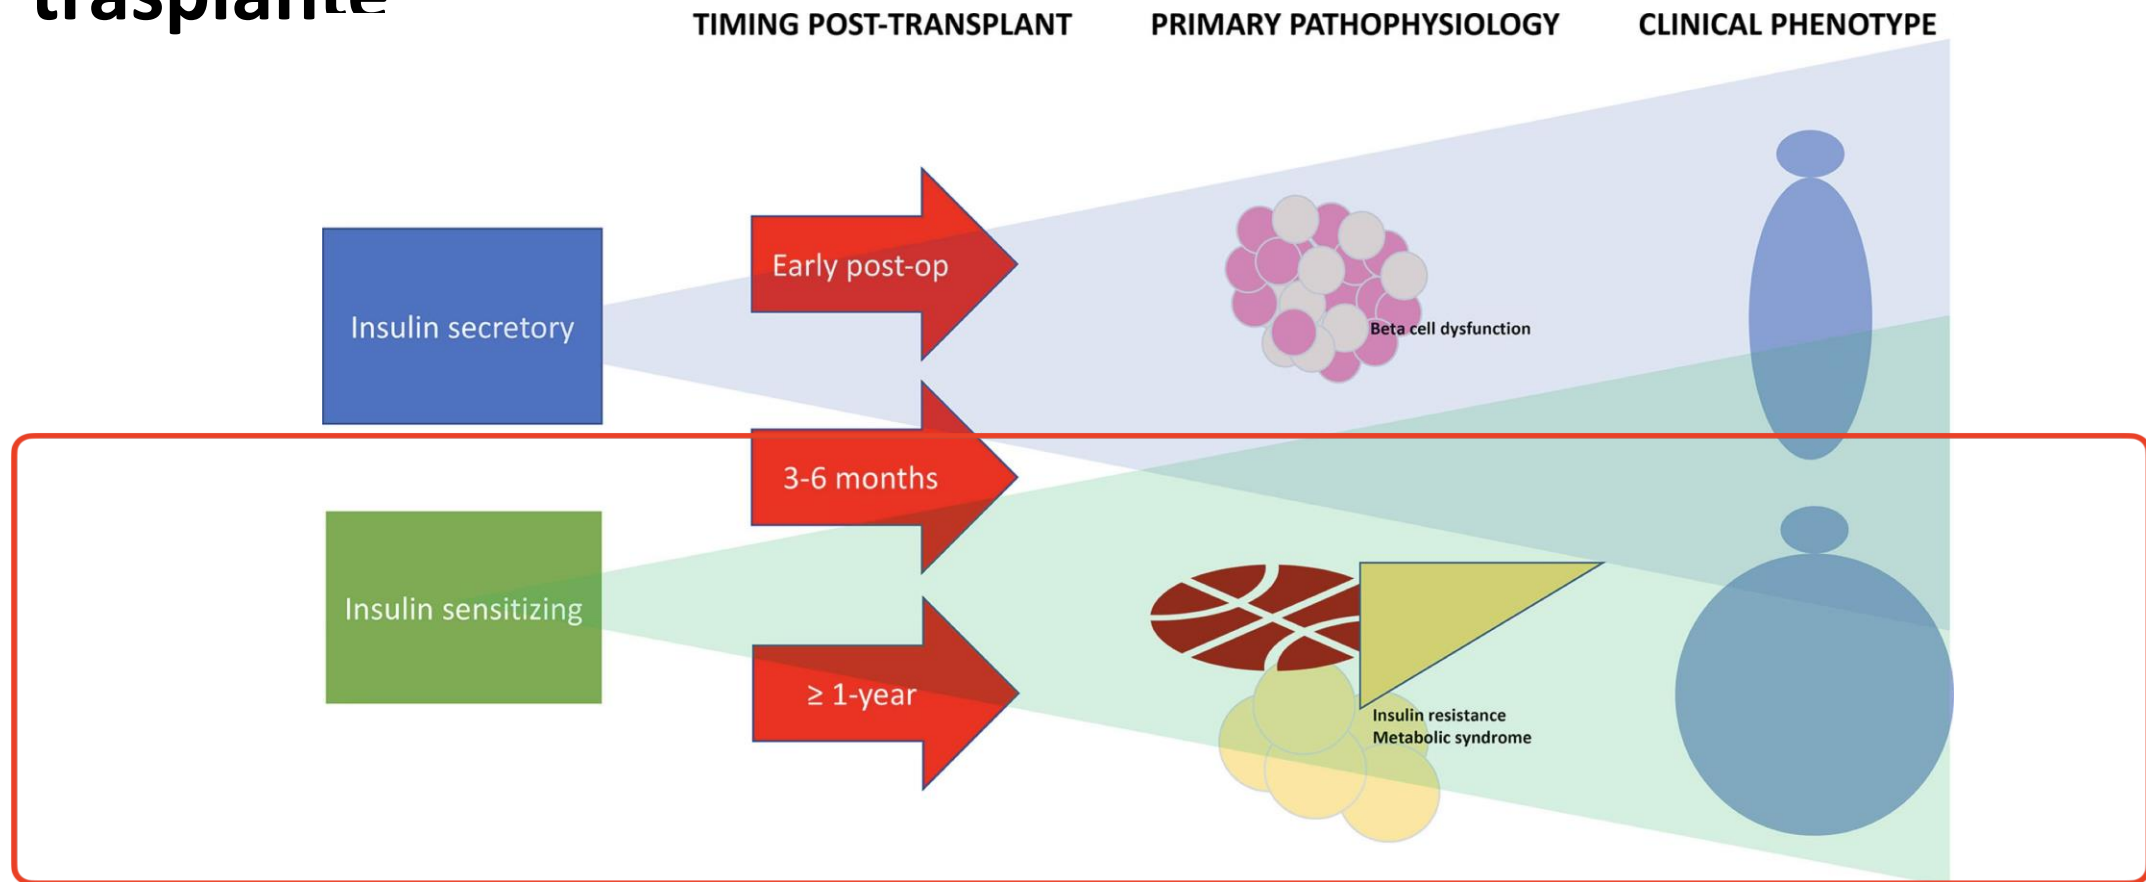 trasplante
TIMING POST-TRANSPLANT
PRIMARY PATHOPHYSIOLOGY
CLINICAL PHENOTYPE
Early post-op
Insulin secretory
Beta cell dysfunction
3-6 months
Insulin sensitizing
≥ 1-year
Insulin resistance
Metabolic syndrome